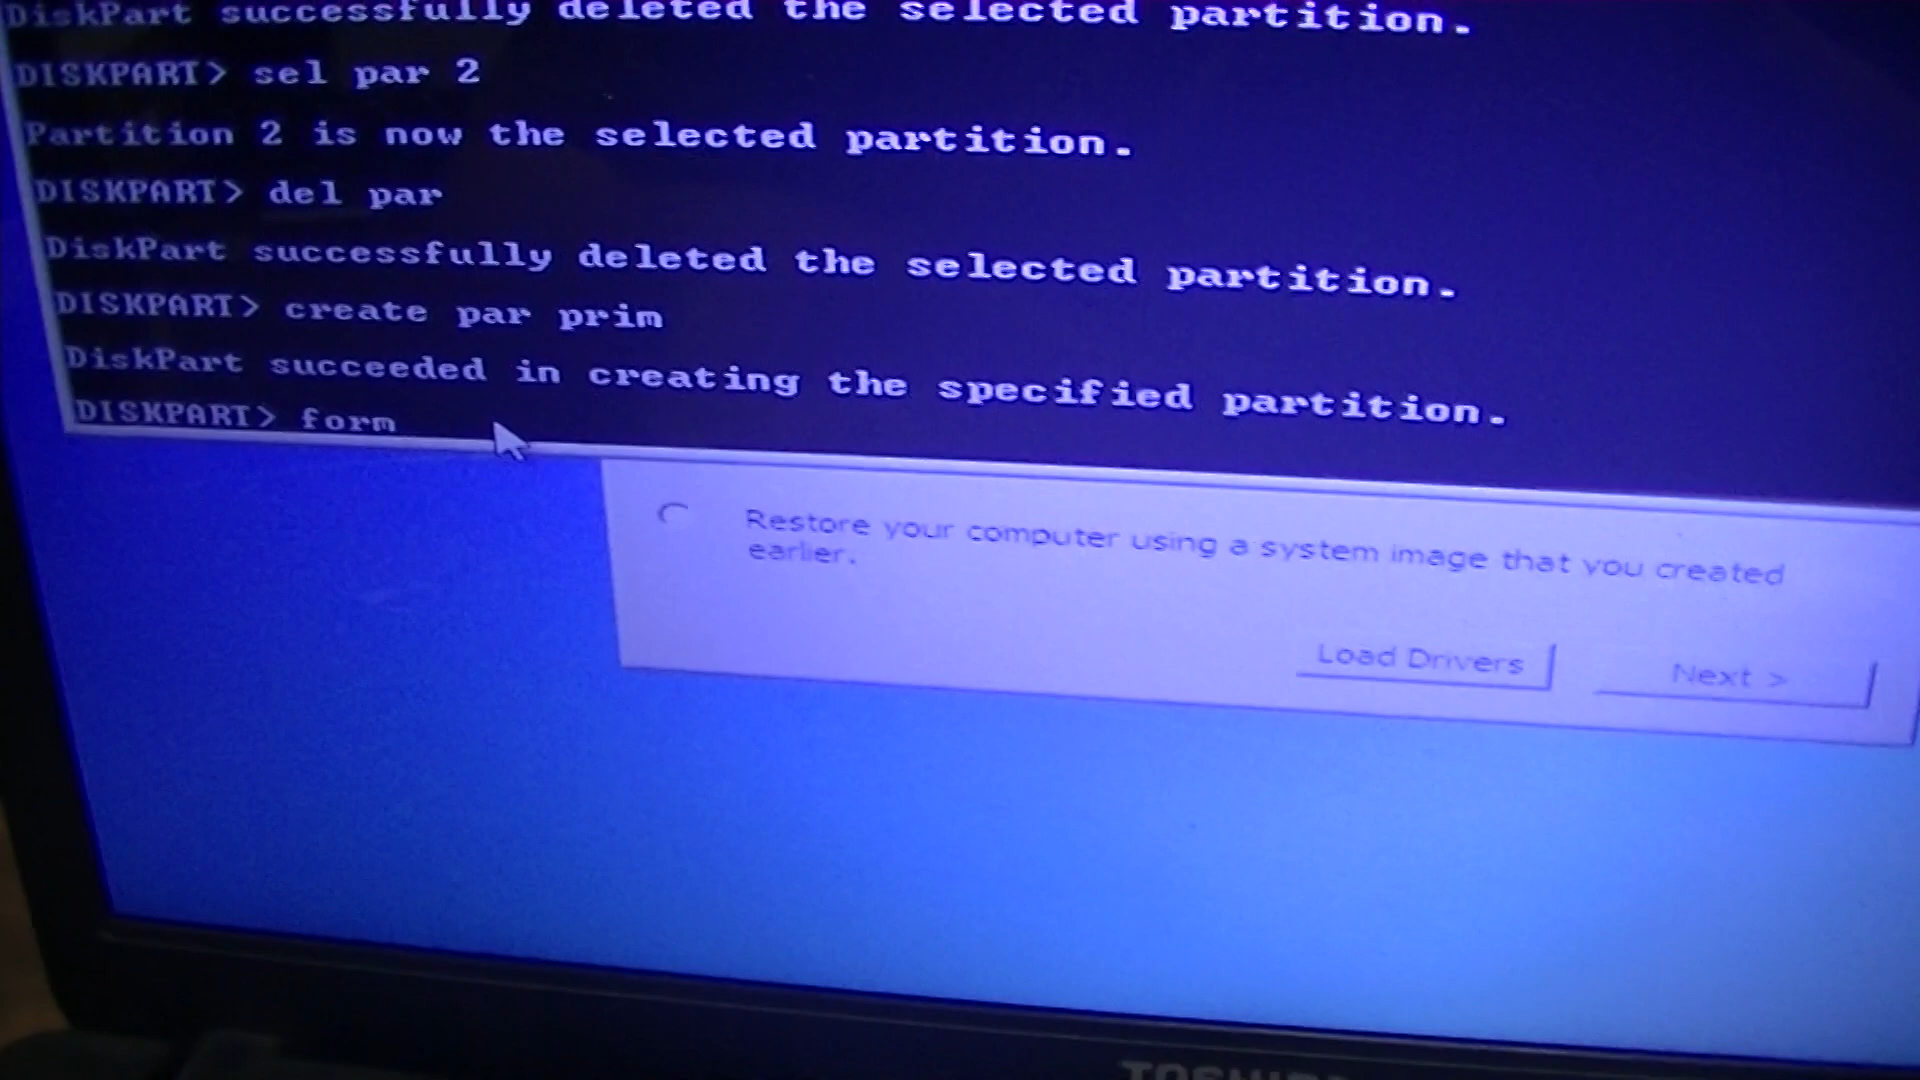 DiskPart successfully deleted the selected partition.
DISKPART> sel par 2
Partition 2 is now the selected partition.
DISKPART> del par
DiskPart successfully deleted the selected partition.
DISKPART> create par prim
DiskPart succeeded in creating the specified partition.
DISKPART> form
Restore your computer using a system image that you created
earlier.
Load Drivers
Next >
TOSHIBA